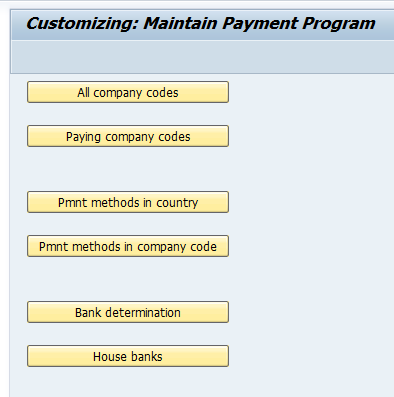 Customizing: Maintain Payment Program
All company codes
Paying company codes
Pmnt methods in country
Pmnt methods in company code
Bank determination
House banks